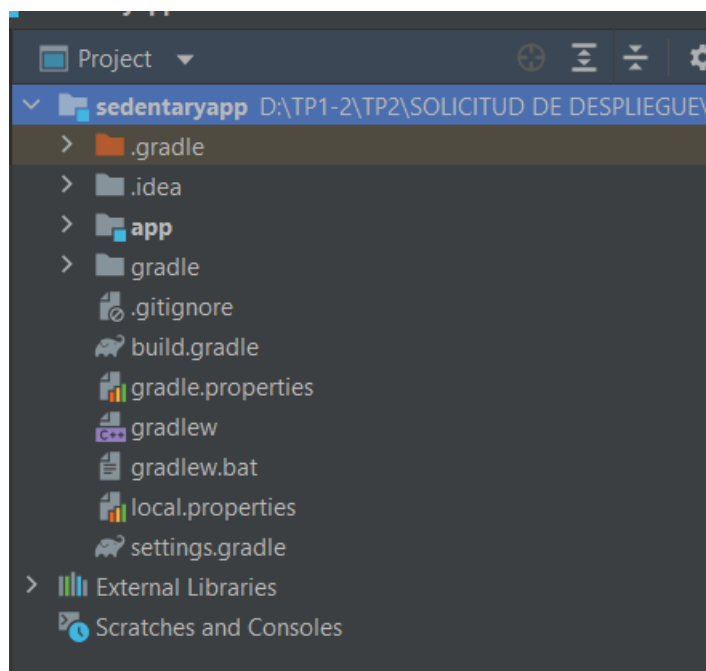 Project
sedentaryapp D:\TP1-2\TP2\SOLICITUD DE DESPLIEGUE\
.gradle
.idea
app
gradle
.gitignore
build.gradle
gradle.properties
C++ gradlew
gradlew.bat
local.properties
settings.gradle
External Libraries
Scratches and Consoles